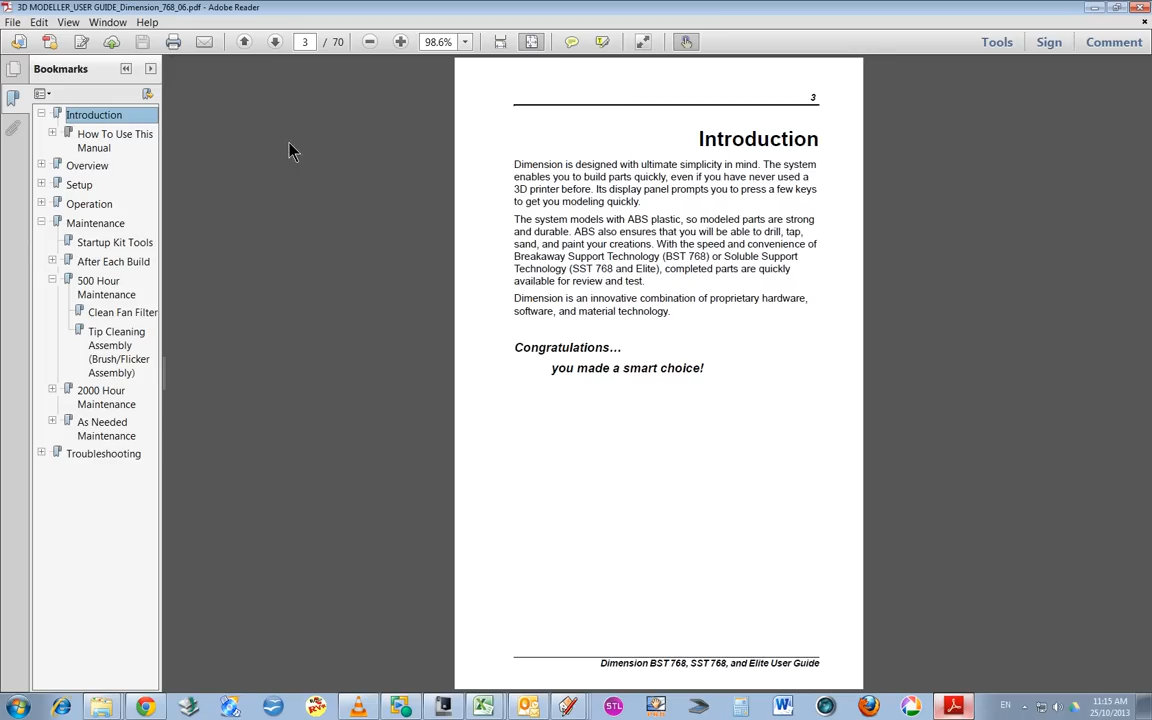 3D MODELLER_USER GUIDE_Dimension_768_06.pdf - Adobe Reader
File Edit View Window Help
3 / 70 98.6% Tools Sign Comment
Bookmarks
Introduction
How To Use This
Manual
Overview
Setup
Operation
Maintenance
Startup Kit Tools
After Each Build
500 Hour
Maintenance
Clean Fan Filter
Tip Cleaning
Assembly
(Brush/Flicker
Assembly)
2000 Hour
Maintenance
As Needed
Maintenance
Troubleshooting
3
Introduction
Dimension is designed with ultimate simplicity in mind. The system
enables you to build parts quickly, even if you have never used a
3D printer before. Its display panel prompts you to press a few keys
to get you modeling quickly.
The system models with ABS plastic, so modeled parts are strong
and durable. ABS also ensures that you will be able to drill, tap,
sand, and paint your creations. With the speed and convenience of
Breakaway Support Technology (BST 768) or Soluble Support
Technology (SST 768 and Elite), completed parts are quickly
available for review and test.
Dimension is an innovative combination of proprietary hardware,
software, and material technology.
Congratulations…
you made a smart choice!
Dimension BST 768, SST 768, and Elite User Guide
STL
EN
11:15 AM
25/10/2013